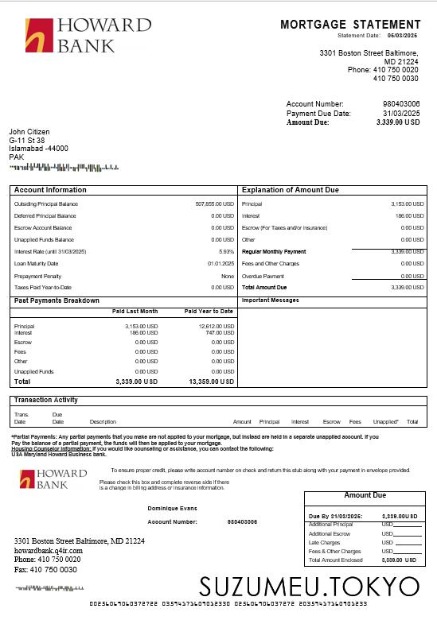 HOWARD
BANK
MORTGAGE STATEMENT
Statement Date: 06/03/2025
3301 Boston Street Baltimore,
MD 21224
Phone: 410 750 0020
410 750 0030
Account Number: 980403006
Payment Due Date: 31/03/2025
Amount Due: 3,339.00 USD
John Citizen
G-11 St 38
Islamabad -44000
PAK
Account Information
Outsding Principal Balance 507,855.00 USD
Deferred Principal Balance 0.00 USD
Escrow Account Balance 0.00 USD
Unapplied Funds Balance 0.00 USD
Interest Rate (until 31/03/2025) 5.93%
Loan Maturity Date 01.01.2025
Prepayment Penalty None
Taxes Paid Year-to-Date 0.00 USD
Explanation of Amount Due
Principal 3,153.00 USD
Interest 186.00 USD
Escrow (For Taxes and/or Insurance) 0.00 USD
Other 0.00 USD
Regular Monthly Payment 3,339.00 USD
Fees and Other Charges 0.00 USD
Overdue Payment 0.00 USD
Total Amount Due 3,339.00 USD
Past Payments Breakdown
Paid Last Month Paid Year to Date
Principal 3,153.00 USD 12,612.00 USD
Interest 186.00 USD 747.00 USD
Escrow 0.00 USD 0.00 USD
Fees 0.00 USD 0.00 USD
Other 0.00 USD 0.00 USD
Unapplied Funds 0.00 USD 0.00 USD
Total 3,339.00 USD 13,359.00 USD
Important Messages
Transaction Activity
Trans. Date Due Date Description Amount Principal Interest Escrow Fees Unapplied* Total
*Partial Payments: Any partial payments that you make are not applied to your mortgage, but instead are held in a separate unapplied account. If you
Pay the balance of a partial payment, the funds will then be applied to your mortgage.
Housing Counselor Information: If you would like counseling or assistance, you can contact the following:
USA Maryland Howard Business bank.
HOWARD
BANK
To ensure proper credit, please write account number on check and return this stub along with your payment in envelope provided.
Please check this box and complete reverse side if there
is a change in billing address or insurance information.
Dominique Evans
Account Number: 980403006
Amount Due
Due By 01/03/2025: 3,339.00USD
Additional Principal USD
Additional Escrow USD
Late Charges USD
Fees & Other Charges USD
Total Amount Enclosed
3301 Boston Street Baltimore, MD 21224
howardbank.q4ir.com
Phone: 410 750 0020
Fax: 410 750 0030
SUZUMEU.TOKYO